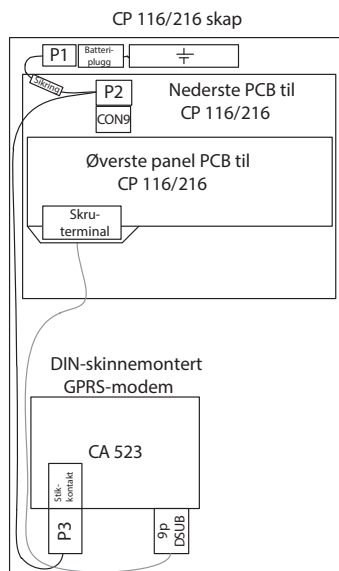 CP 116/216 skap
P1
Batteri-
plugg
Sikring
P2
CON9
Nederste PCB til
CP 116/216
Øverste panel PCB til
CP 116/216
Skru-
terminal
DIN-skinnemontert
GPRS-modem
CA 523
Stik-
kontakt
P3
9p
DSUB